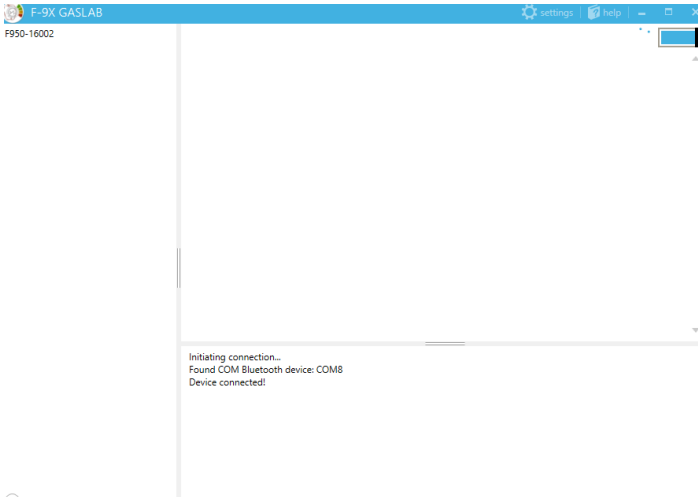 F-9X GASLAB
settings | help
F950-16002
Initiating connection...
Found COM Bluetooth device: COM8
Device connected!